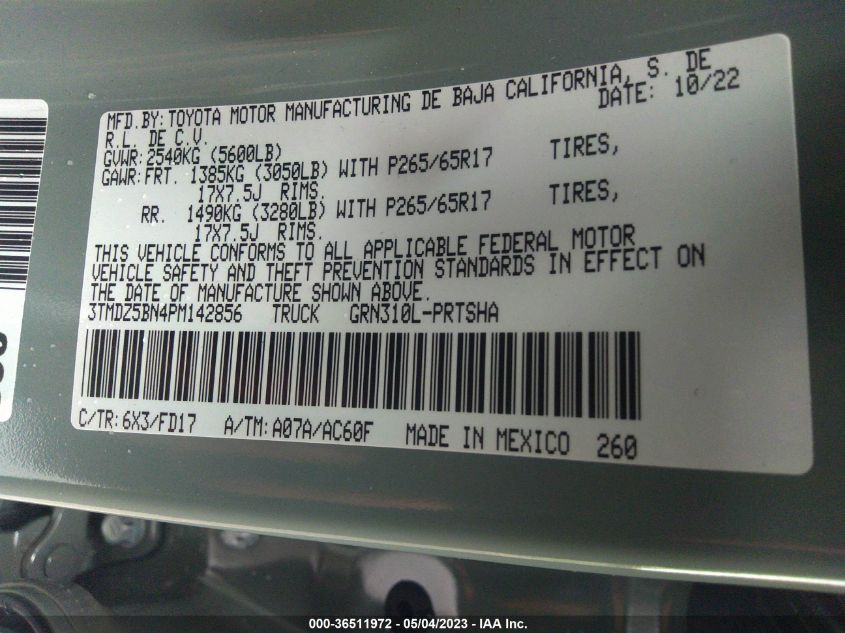 MFD.BY: TOYOTA MOTOR MANUFACTURING DE BAJA CALIFORNIA, S. DE
R.L. DE C.V. DATE: 10/22
GVWR: 2540KG (5600LB)
GAWR: FRT. 1385KG (3050LB) WITH P265/65R17 TIRES,
17X7.5J RIMS.
RR. 1490KG (3280LB) WITH P265/65R17 TIRES,
17X7.5J RIMS.
THIS VEHICLE CONFORMS TO ALL APPLICABLE FEDERAL MOTOR
VEHICLE SAFETY AND THEFT PREVENTION STANDARDS IN EFFECT ON
THE DATE OF MANUFACTURE SHOWN ABOVE.
3TMDZ5BN4PM142856 TRUCK GRN310L-PRTSHA
C/TR: 6X3/FD17 A/TM: A07A/AC60F MADE IN MEXICO 260
000-36511972 - 05/04/2023 - IAA Inc.